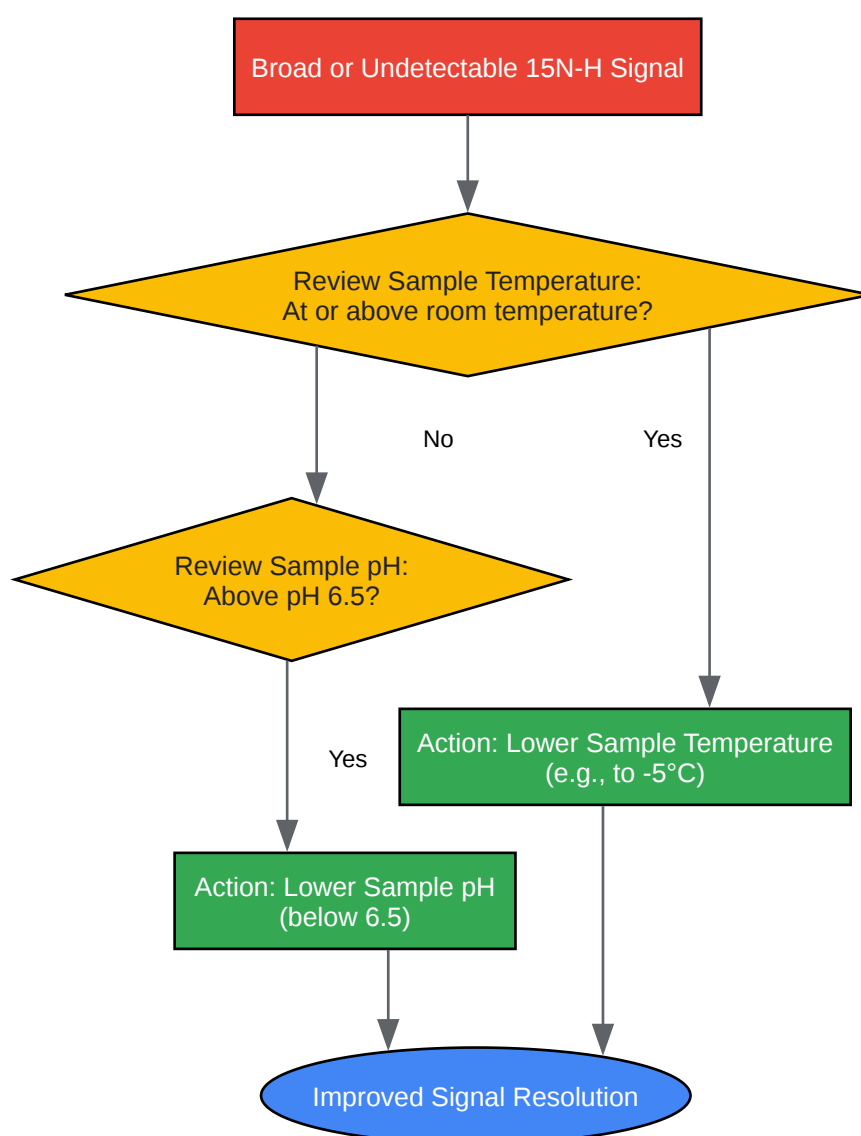 Broad or Undetectable 15N-H Signal
Review Sample Temperature:
At or above room temperature?
No
Yes
Review Sample pH:
Above pH 6.5?
Action: Lower Sample Temperature
(e.g., to -5°C)
Yes
Action: Lower Sample pH
(below 6.5)
Improved Signal Resolution